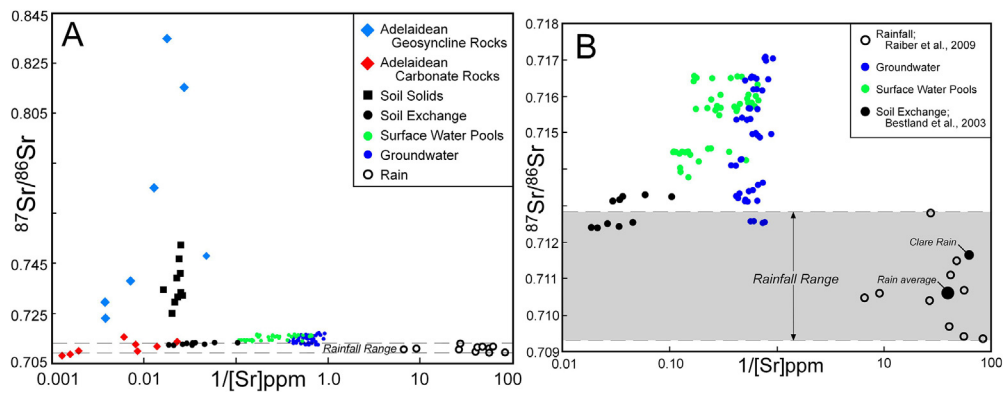 A
0.845
0.825
0.805
0.745
0.725
0.705
87Sr/86Sr
0.001
0.01
1.0
100
1/[Sr]ppm
Rainfall Range
Adelaidean
Geosyncline Rocks
Adelaidean
Carbonate Rocks
Soil Solids
Soil Exchange
Surface Water Pools
Groundwater
Rain
B
0.718
0.717
0.716
0.715
0.714
0.712
0.711
0.710
0.709
87Sr/86Sr
0.01
0.10
1.0
100
1/[Sr]ppm
Rainfall;
Raiber et al., 2009
Groundwater
Surface Water Pools
Soil Exchange;
Bestland et al., 2003
Clare Rain
Rainfall Range
Rain average